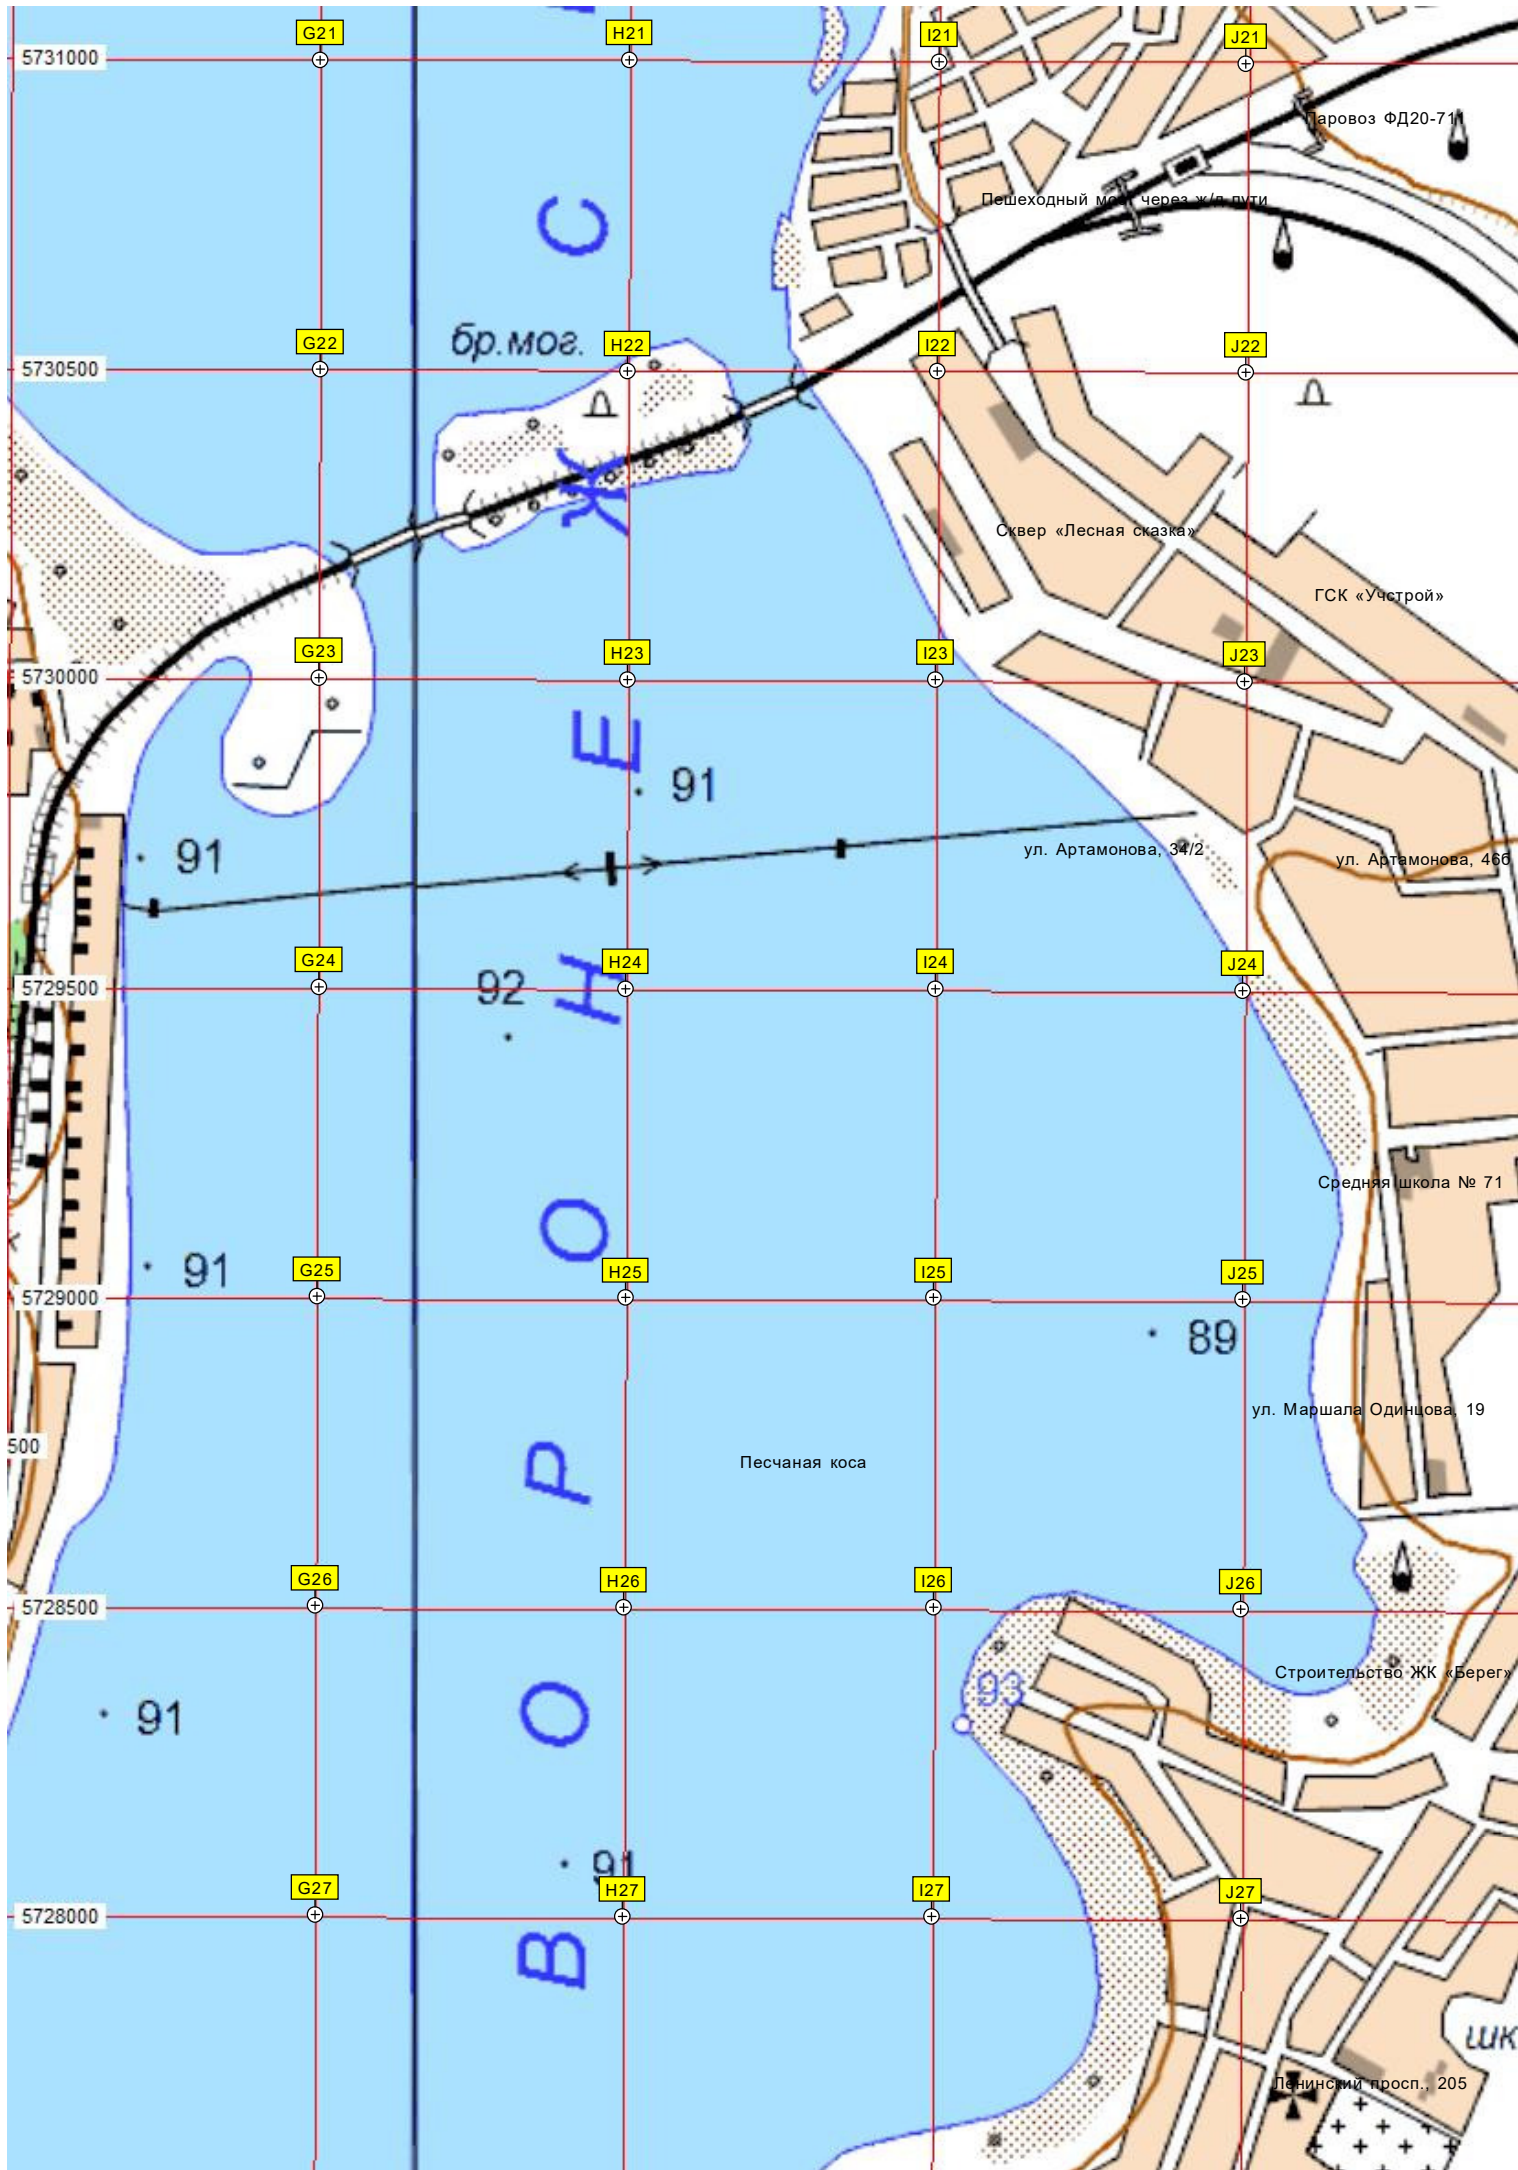 G21
H21
I21
J21
5731000
Паровоз ФД20-711
Пешеходный мост через ж/д пути
С
бр.мог.
G22
H22
I22
J22
5730500
Ж
Сквер «Лесная сказка»
ГСК «Учстрой»
G23
H23
I23
J23
5730000
Е
91
91
ул. Артамонова, 34/2
ул. Артамонова, 46б
G24
H24
I24
J24
5729500
92
Н
Средняя школа № 71
О
91
G25
H25
I25
J25
5729000
89
ул. Маршала Одинцова, 19
500
Р
Песчаная коса
G26
H26
I26
J26
5728500
Строительство ЖК «Берег»
93
О
91
91
G27
H27
I27
J27
5728000
В
шк
Ленинский просп., 205